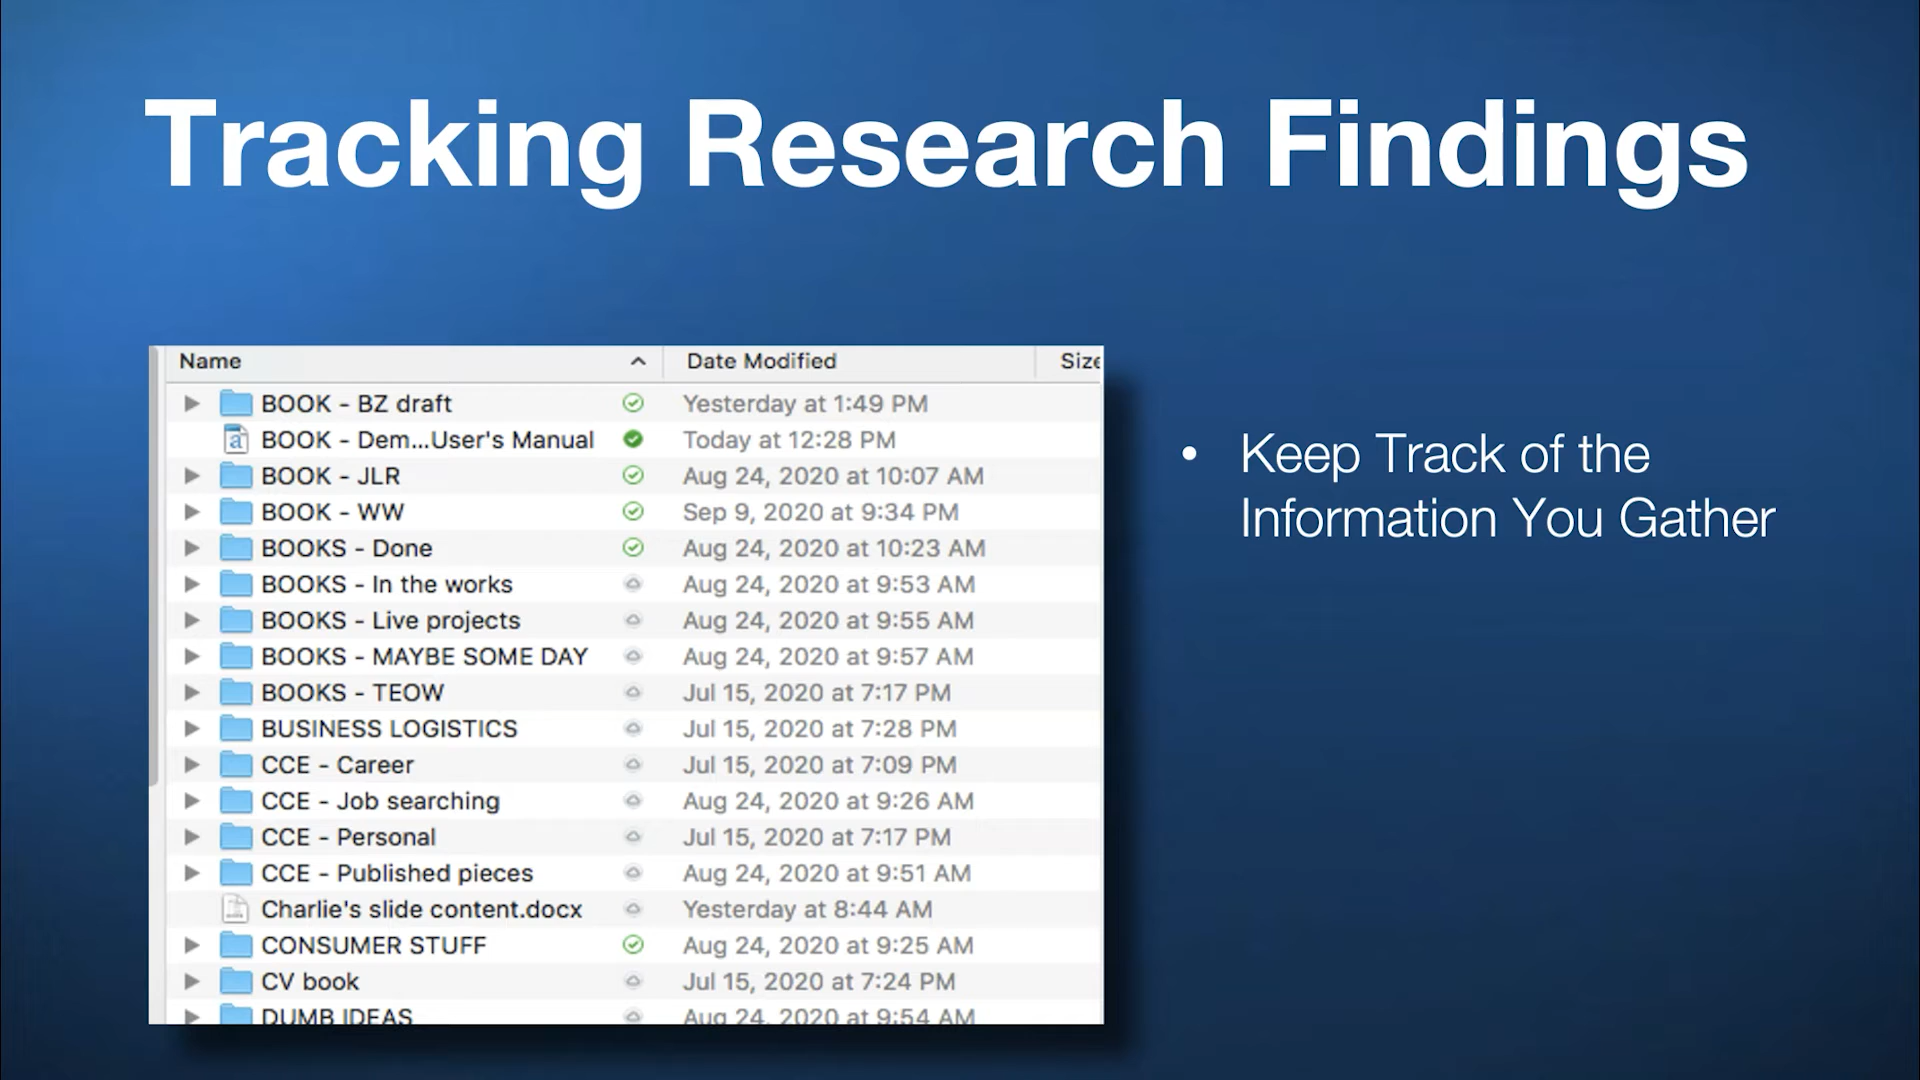 Tracking Research Findings
Name Date Modified Size
BOOK - BZ draft Yesterday at 1:49 PM
BOOK - Dem...User's Manual Today at 12:28 PM
BOOK - JLR Aug 24, 2020 at 10:07 AM
BOOK - WW Sep 9, 2020 at 9:34 PM
BOOKS - Done Aug 24, 2020 at 10:23 AM
BOOKS - In the works Aug 24, 2020 at 9:53 AM
BOOKS - Live projects Aug 24, 2020 at 9:55 AM
BOOKS - MAYBE SOME DAY Aug 24, 2020 at 9:57 AM
BOOKS - TEOW Jul 15, 2020 at 7:17 PM
BUSINESS LOGISTICS Jul 15, 2020 at 7:28 PM
CCE - Career Jul 15, 2020 at 7:09 PM
CCE - Job searching Aug 24, 2020 at 9:26 AM
CCE - Personal Jul 15, 2020 at 7:17 PM
CCE - Published pieces Aug 24, 2020 at 9:51 AM
Charlie's slide content.docx Yesterday at 8:44 AM
CONSUMER STUFF Aug 24, 2020 at 9:25 AM
CV book Jul 15, 2020 at 7:24 PM
DUMB IDEAS Aug 24, 2020 at 9:54 AM
• Keep Track of the
Information You Gather